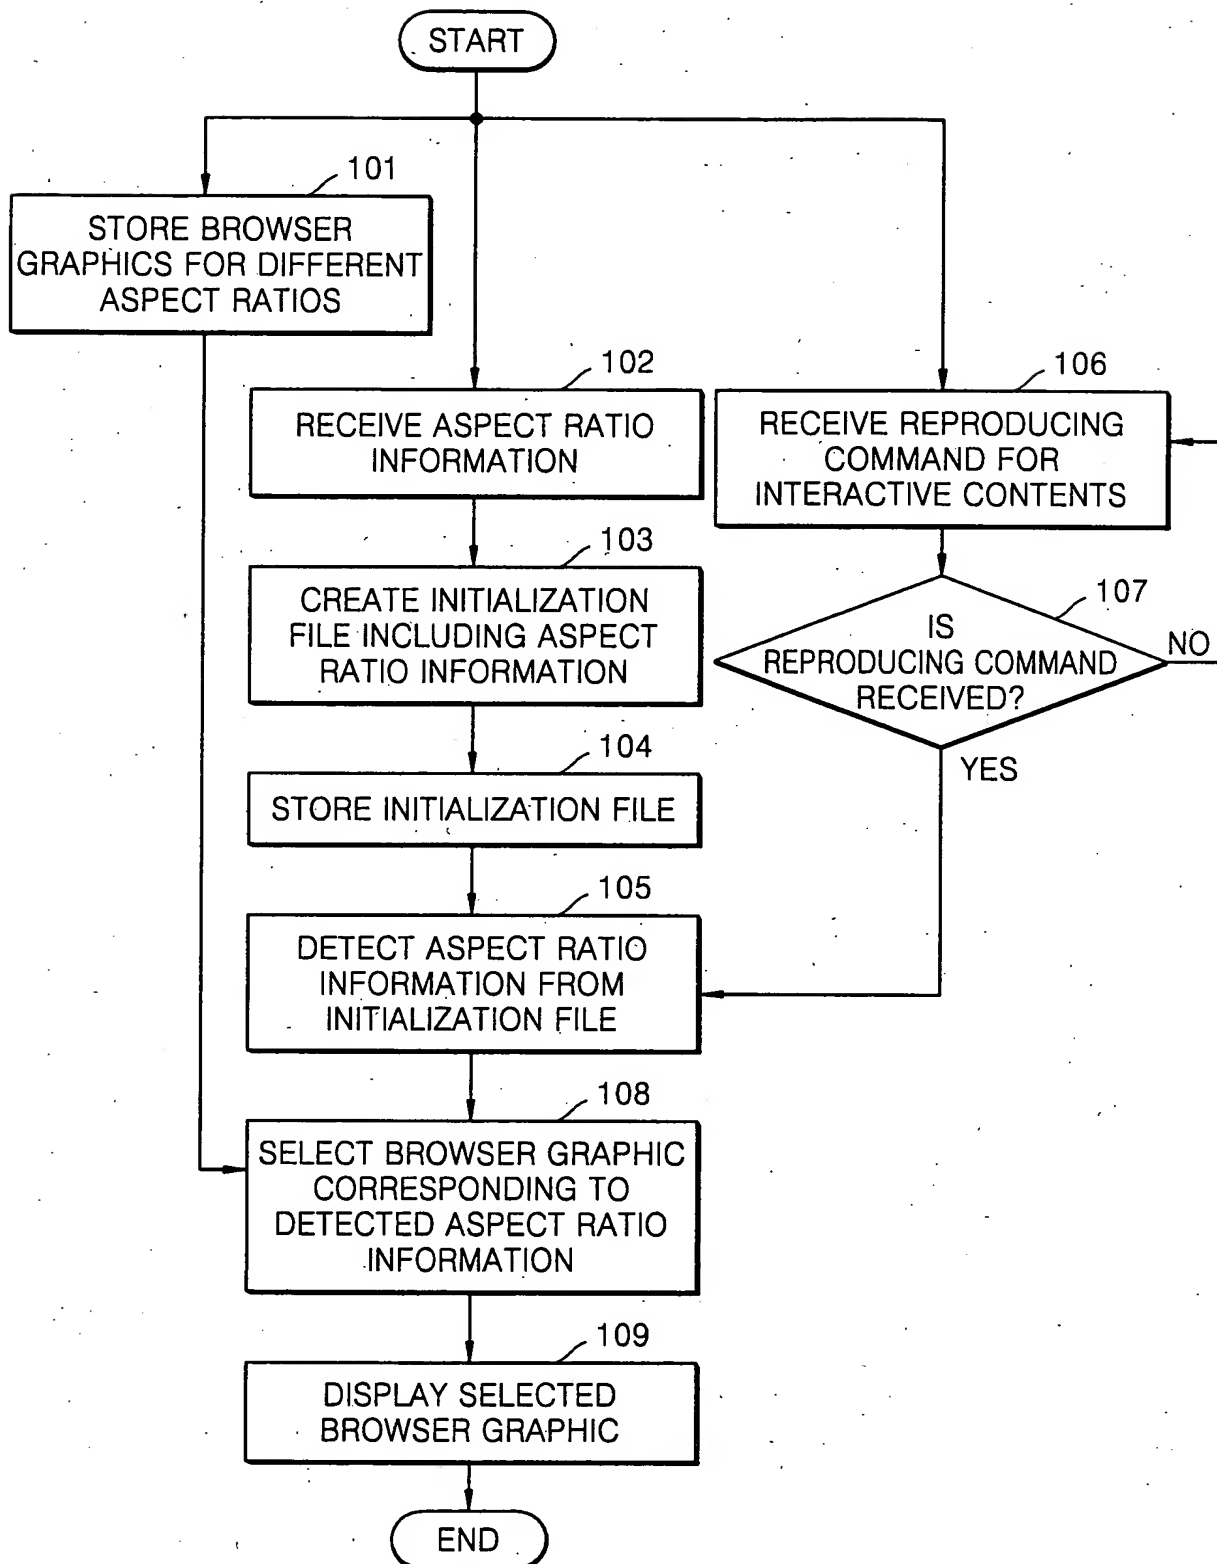 START
101
STORE BROWSER
GRAPHICS FOR DIFFERENT
ASPECT RATIOS
102
RECEIVE ASPECT RATIO
INFORMATION
106
RECEIVE REPRODUCING
COMMAND FOR
INTERACTIVE CONTENTS
103
CREATE INITIALIZATION
FILE INCLUDING ASPECT
RATIO INFORMATION
107
IS
REPRODUCING COMMAND
RECEIVED?
NO
YES
104
STORE INITIALIZATION FILE
105
DETECT ASPECT RATIO
INFORMATION FROM
INITIALIZATION FILE
108
SELECT BROWSER GRAPHIC
CORRESPONDING TO
DETECTED ASPECT RATIO
INFORMATION
109
DISPLAY SELECTED
BROWSER GRAPHIC
END